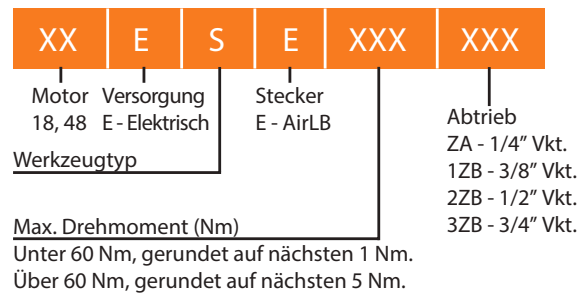 XX E S E XXX XXX
Motor Versorgung Stecker
18, 48 E - Elektrisch E - AirLB
Werkzeugtyp
Abtrieb
ZA - 1/4” Vkt.
1ZB - 3/8” Vkt.
2ZB - 1/2” Vkt.
3ZB - 3/4” Vkt.
Max. Drehmoment (Nm)
Unter 60 Nm, gerundet auf nächsten 1 Nm.
Über 60 Nm, gerundet auf nächsten 5 Nm.